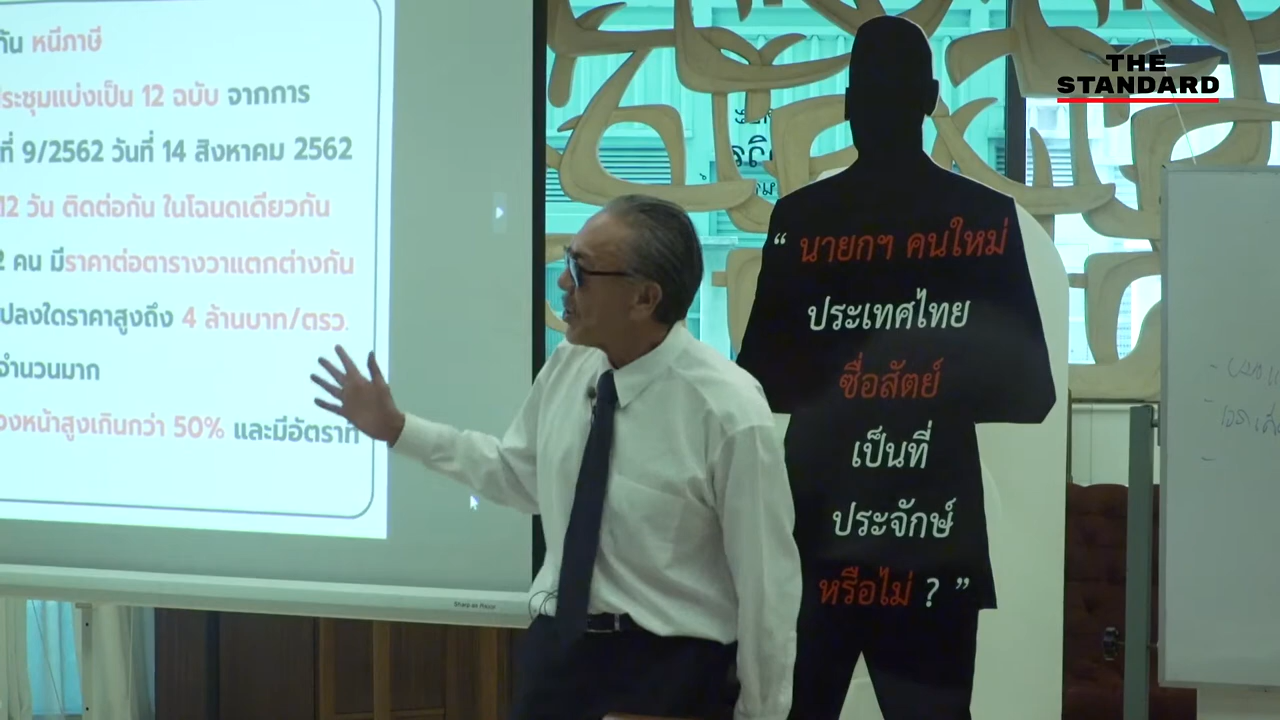 กัน หนีภาษี
ประชุมแบ่งเป็น 12 ฉบับ จากการ
ที่ 9/2562 วันที่ 14 สิงหาคม 2562
12 วัน ติดต่อกัน ในโฉนดเดียวกัน
2 คน มีราคาต่อตารางวาแตกต่างกัน
ปลงใดราคาสูงถึง 4 ล้านบาท/ตรว.
จำนวนมาก
องหน้าสูงเกินกว่า 50% และมีอัตราที่
THE
STANDARD
“ นายกฯ คนใหม่
ประเทศไทย
ซื่อสัตย์
เป็นที่
ประจักษ์
หรือไม่ ? ”